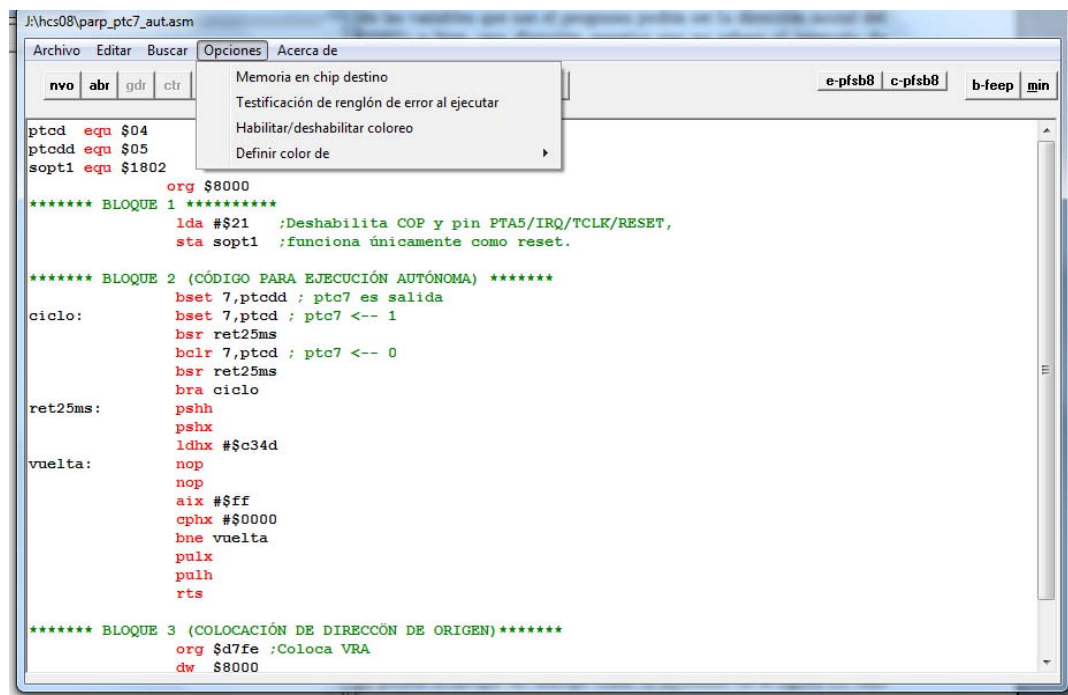 J:\hcs08\parp_ptc7_aut.asm
Archivo Editar Buscar Opciones Acerca de
nvo abr gdr ctr e-pfsb8 c-pfsb8 b-feep min
Memoria en chip destino
Testificación de renglón de error al ejecutar
Habilitar/deshabilitar coloreo
Definir color de
ptcd equ $04
ptcdd equ $05
sopt1 equ $1802
org $8000
******* BLOQUE 1 **********
lda #$21 ;Deshabilita COP y pin PTA5/IRQ/TCLK/RESET,
sta sopt1 ;funciona únicamente como reset.
******* BLOQUE 2 (CÓDIGO PARA EJECUCIÓN AUTÓNOMA) *******
bset 7,ptcdd ; ptc7 es salida
ciclo: bset 7,ptcd ; ptc7 <-- 1
bsr ret25ms
bclr 7,ptcd ; ptc7 <-- 0
bsr ret25ms
bra ciclo
ret25ms: pshh
pshx
ldhx #$c34d
vuelta: nop
nop
aix #$ff
cphx #$0000
bne vuelta
pulx
pulh
rts
******* BLOQUE 3 (COLOCACIÓN DE DIRECCÖN DE ORIGEN)*******
org $d7fe ;Coloca VRA
dw $8000